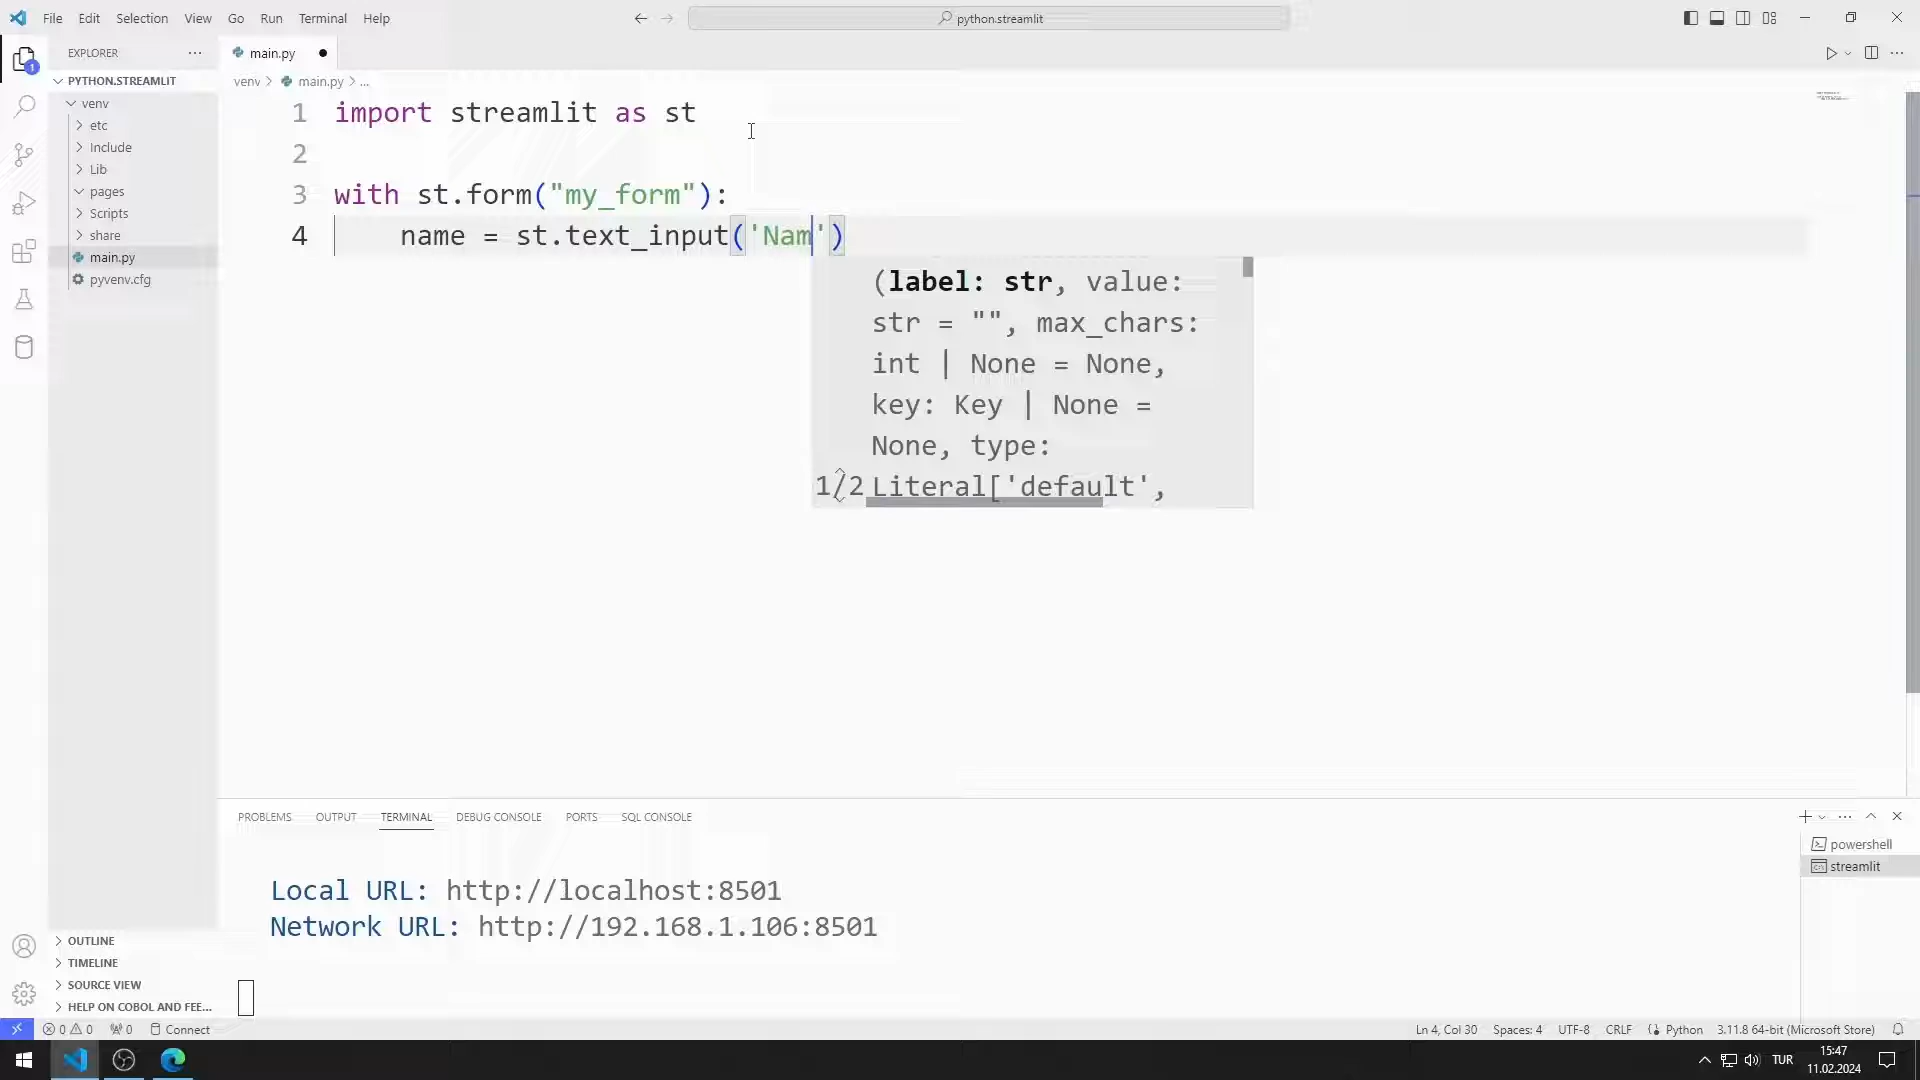 File Edit Selection View Go Run Terminal Help
python.streamlit
EXPLORER
main.py
1
PYTHON.STREAMLIT
venv
etc
Include
Lib
pages
Scripts
share
main.py
pyvenv.cfg
venv > main.py > ...
1 import streamlit as st
2
3 with st.form("my_form"):
4 name = st.text_input('Nam')
(label: str, value:
str = "", max_chars:
int | None = None,
key: Key | None =
None, type:
1/2 Literal['default',
PROBLEMS OUTPUT TERMINAL DEBUG CONSOLE PORTS SQL CONSOLE
powershell
streamlit
Local URL: http://localhost:8501
Network URL: http://192.168.1.106:8501
OUTLINE
TIMELINE
SOURCE VIEW
HELP ON COBOL AND FEE...
0 0 0 Connect
Ln 4, Col 30 Spaces: 4 UTF-8 CRLF Python 3.11.8 64-bit (Microsoft Store)
TUR
15:47
11.02.2024